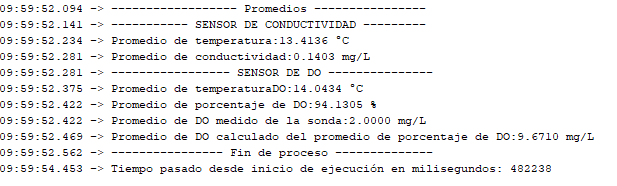 09:59:52.094 -> ------------------ Promedios ----------------
09:59:52.141 -> ----------- SENSOR DE CONDUCTIVIDAD ---------
09:59:52.234 -> Promedio de temperatura:13.4136 °C
09:59:52.281 -> Promedio de conductividad:0.1403 mg/L
09:59:52.281 -> ----------------- SENSOR DE DO ---------------
09:59:52.375 -> Promedio de temperaturaDO:14.0434 °C
09:59:52.422 -> Promedio de porcentaje de DO:94.1305 %
09:59:52.422 -> Promedio de DO medido de la sonda:2.0000 mg/L
09:59:52.469 -> Promedio de DO calculado del promedio de porcentaje de DO:9.6710 mg/L
09:59:52.562 -> ---------------- Fin de proceso --------------
09:59:54.453 -> Tiempo pasado desde inicio de ejecución en milisegundos: 482238